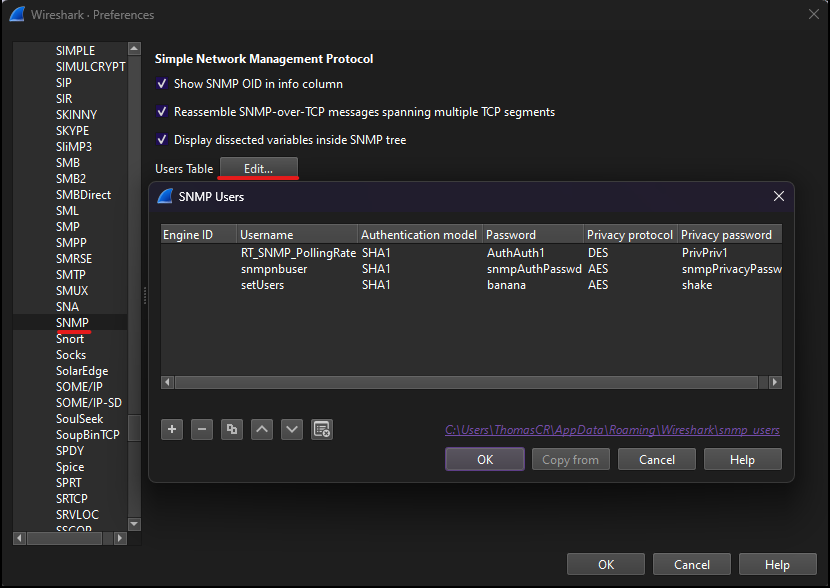 Wireshark · Preferences
SIMPLE
SIMULCRYPT
SIP
SIR
SKINNY
SKYPE
SliMP3
SMB
SMB2
SMBDirect
SML
SMP
SMPP
SMRSE
SMTP
SMUX
SNA
SNMP
Snort
Socks
SolarEdge
SOME/IP
SOME/IP-SD
SoulSeek
SoupBinTCP
SPDY
Spice
SPRT
SRTCP
SRVLOC
SSCOP
Simple Network Management Protocol
Show SNMP OID in info column
Reassemble SNMP-over-TCP messages spanning multiple TCP segments
Display dissected variables inside SNMP tree
Users Table Edit...
SNMP Users
Engine ID Username Authentication model Password Privacy protocol Privacy password
RT_SNMP_PollingRate SHA1 AuthAuth1 DES PrivPriv1
snmpnbuser SHA1 snmpAuthPasswd AES snmpPrivacyPassw
setUsers SHA1 banana AES shake
C:\Users\ThomasCR\AppData\Roaming\Wireshark\snmp_users
OK Copy from Cancel Help
OK Cancel Help